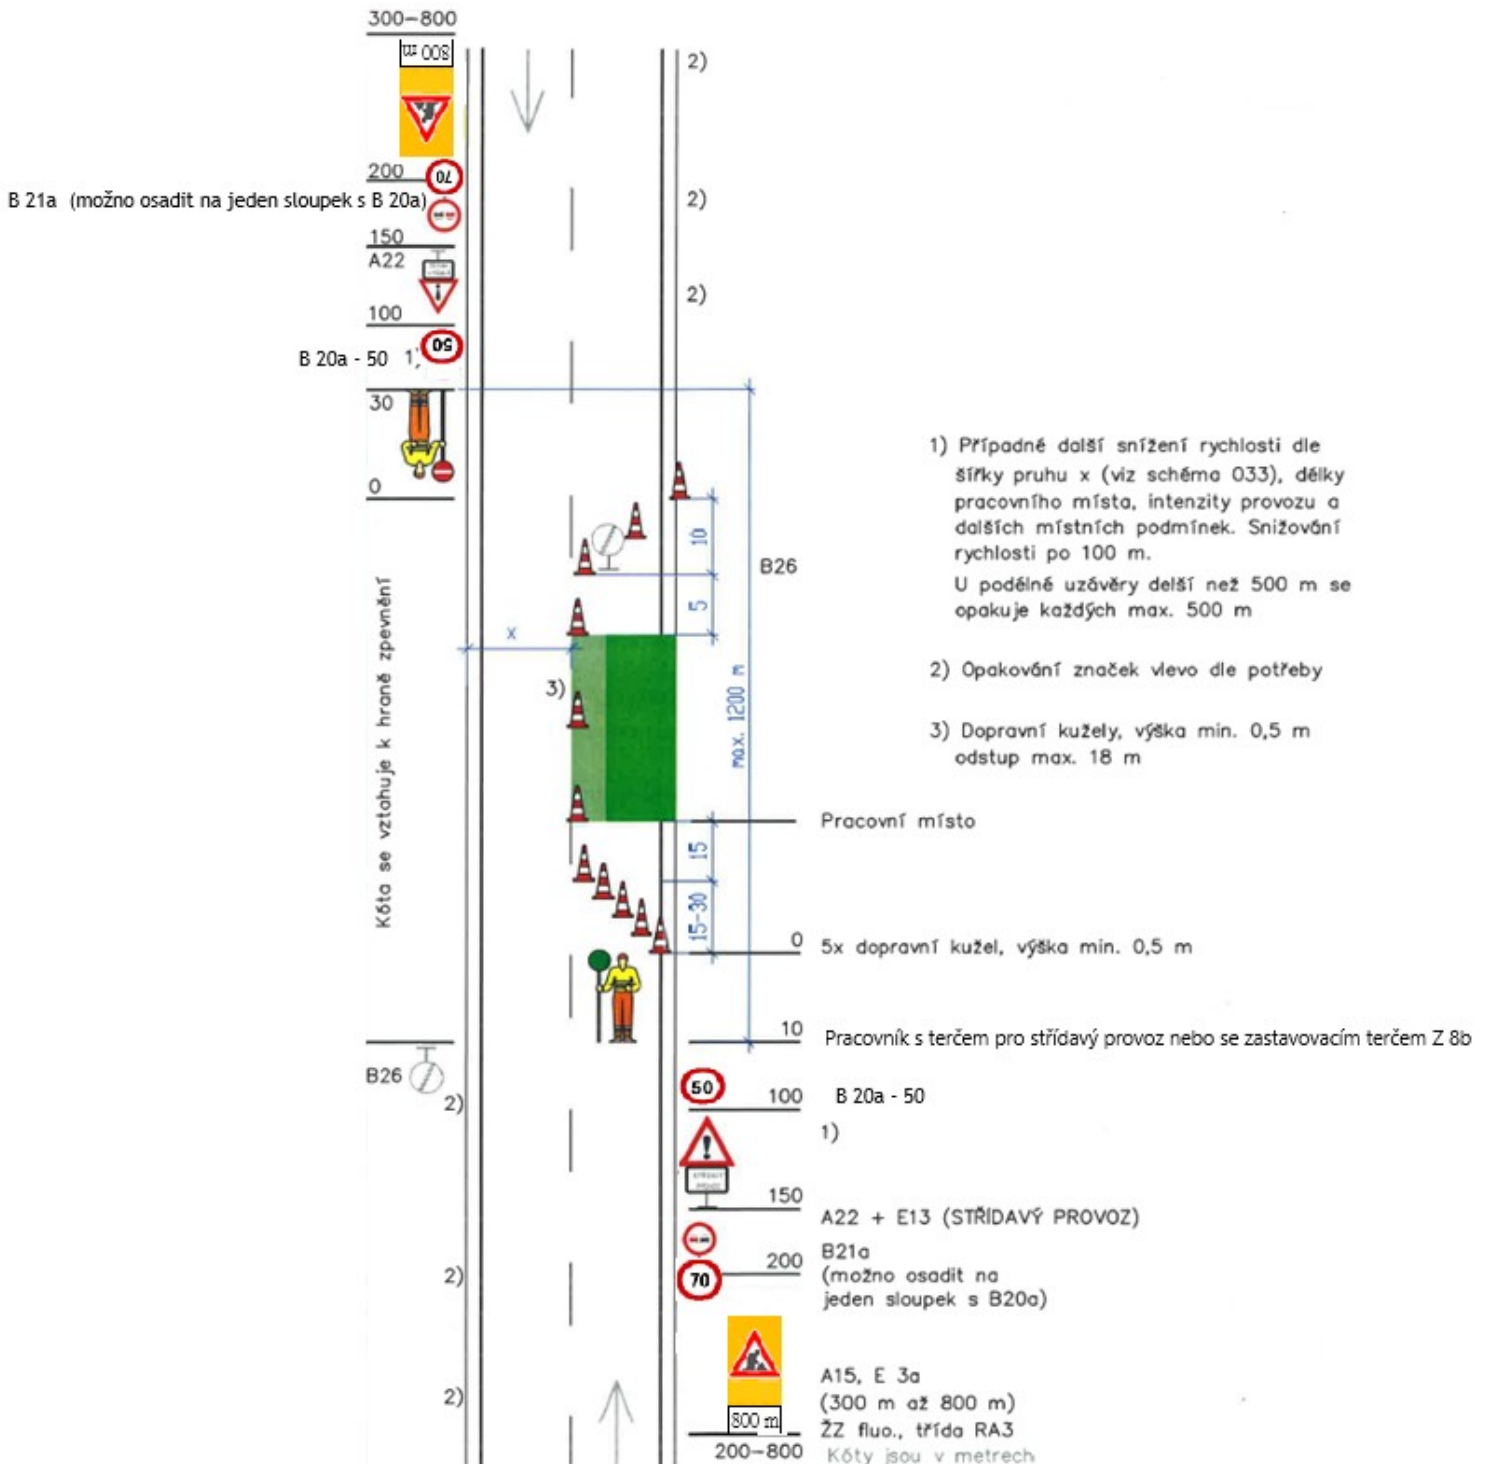 300-800
800 m
2)
200
70
B 21a (možno osadit na jeden sloupek s B 20a)
2)
150
A22
2)
100
50
B 20a - 50 1)
30
0
10
B26
5
x
3)
max. 1200 m
Kóta se vztahuje k hraně zpevnění
1) Případné další snížení rychlosti dle
šířky pruhu x (viz schéma 033), délky
pracovního místa, intenzity provozu a
dalších místních podmínek. Snižování
rychlosti po 100 m.
U podélné uzávěry delší než 500 m se
opakuje každých max. 500 m
2) Opakování značek vlevo dle potřeby
3) Dopravní kužely, výška min. 0,5 m
odstup max. 18 m
Pracovní místo
15
15-30
0 5x dopravní kužel, výška min. 0,5 m
10 Pracovník s terčem pro střídavý provoz nebo se zastavovacím terčem Z 8b
B26
2)
50
100 B 20a - 50
1)
STŘÍDAVÝ
PROVOZ
150
A22 + E13 (STŘÍDAVÝ PROVOZ)
2)
70
200
B21a
(možno osadit na
jeden sloupek s B20a)
2)
A15, E 3a
(300 m až 800 m)
ŽZ fluo., třída RA3
800 m
200-800
Kóty jsou v metrech